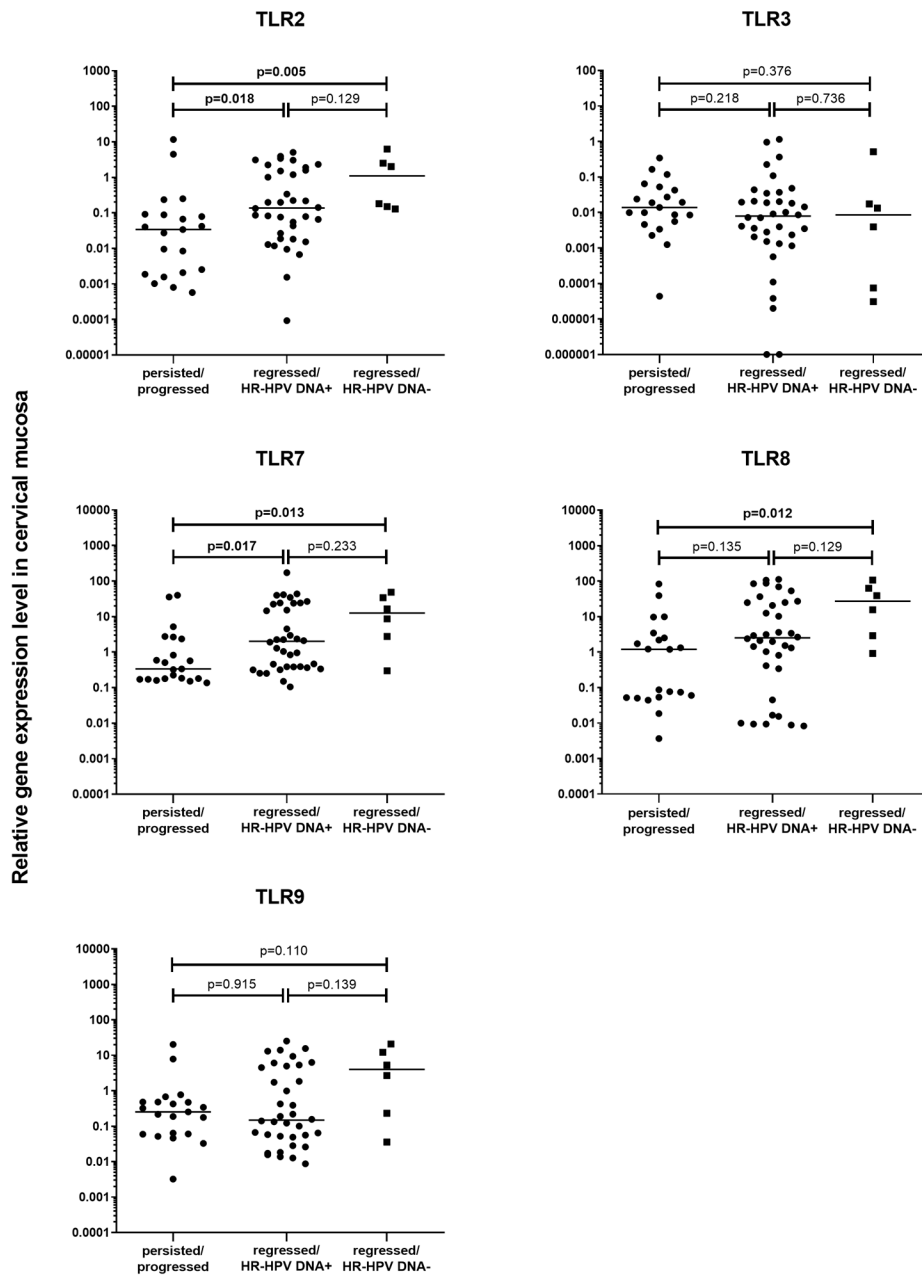 TLR2
1000
100
10
1
0.1
0.01
0.001
0.0001
0.00001
p=0.005
p=0.018
p=0.129
persisted/
progressed
regressed/
HR-HPV DNA+
regressed/
HR-HPV DNA-
TLR3
100
10
1
0.1
0.01
0.001
0.0001
0.00001
0.000001
p=0.376
p=0.218
p=0.736
persisted/
progressed
regressed/
HR-HPV DNA+
regressed/
HR-HPV DNA-
Relative gene expression level in cervical mucosa
TLR7
10000
1000
100
10
1
0.1
0.01
0.001
0.0001
p=0.013
p=0.017
p=0.233
persisted/
progressed
regressed/
HR-HPV DNA+
regressed/
HR-HPV DNA-
TLR8
10000
1000
100
10
1
0.1
0.01
0.001
0.0001
p=0.012
p=0.135
p=0.129
persisted/
progressed
regressed/
HR-HPV DNA+
regressed/
HR-HPV DNA-
TLR9
10000
1000
100
10
1
0.1
0.01
0.001
0.0001
p=0.110
p=0.915
p=0.139
persisted/
progressed
regressed/
HR-HPV DNA+
regressed/
HR-HPV DNA-